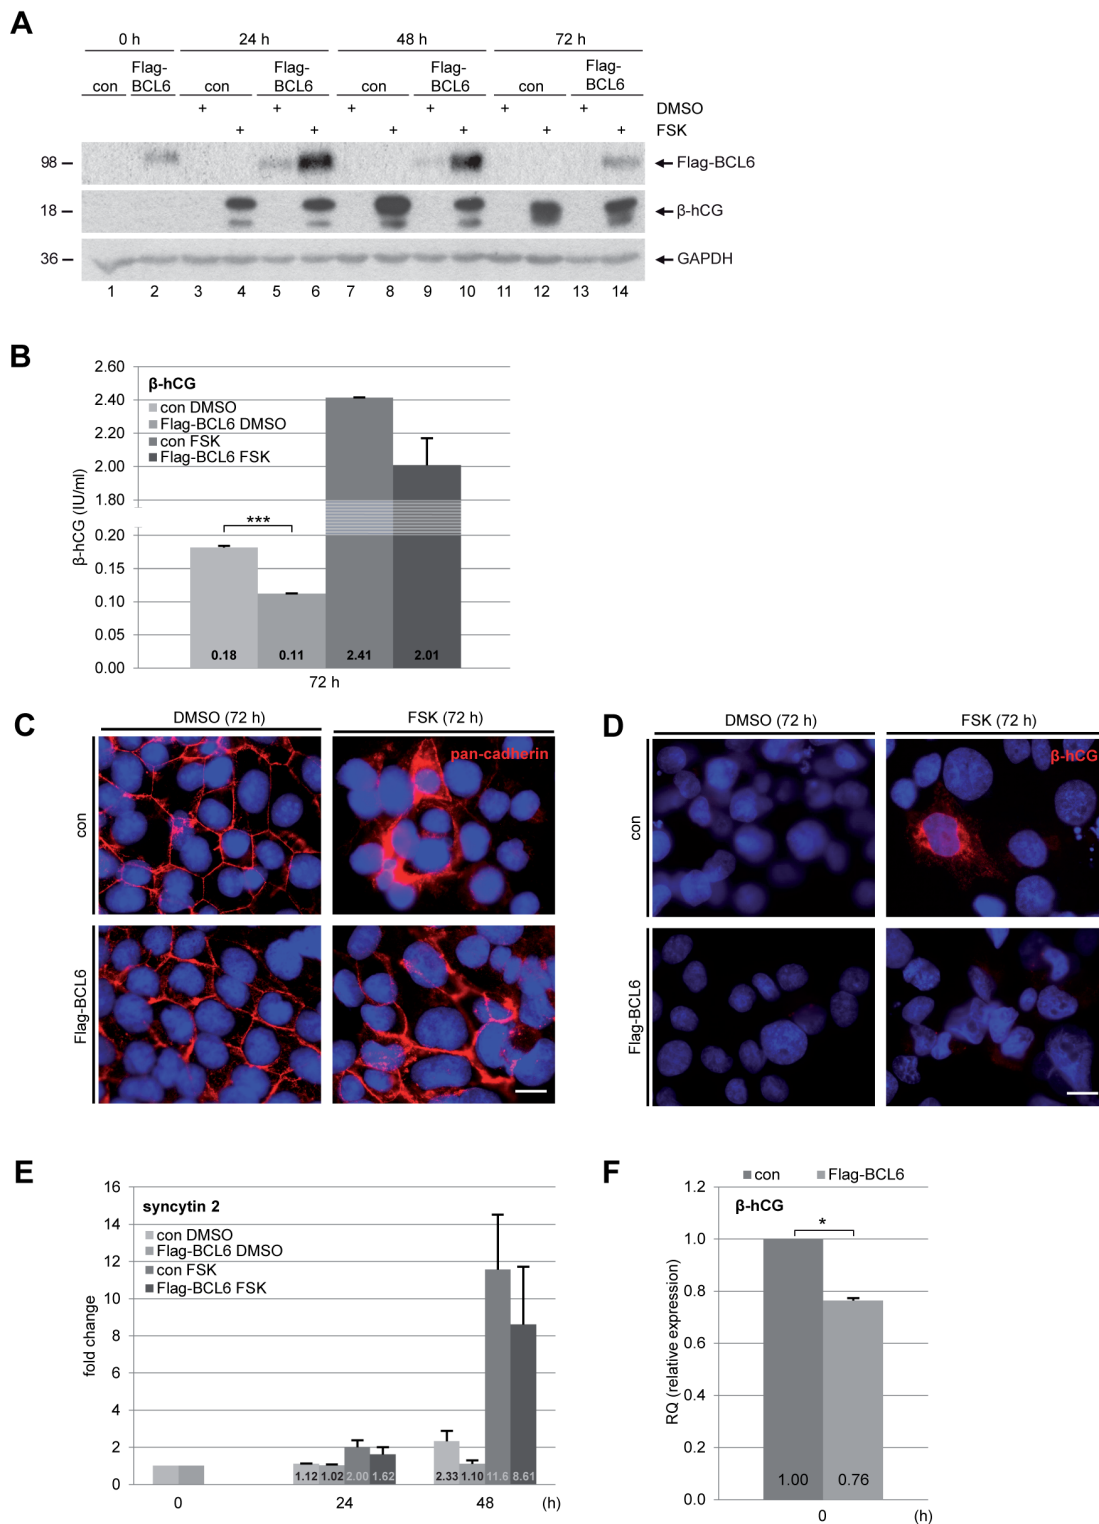 A
0 h 24 h 48 h 72 h
con Flag-BCL6 con Flag-BCL6 con Flag-BCL6 con Flag-BCL6
+ + + + + + DMSO
+ + + + + + FSK
98 Flag-BCL6
18 β-hCG
36 GAPDH
1 2 3 4 5 6 7 8 9 10 11 12 13 14
B
β-hCG
con DMSO
Flag-BCL6 DMSO
con FSK
Flag-BCL6 FSK
β-hCG (IU/ml)
2.60
2.40
2.20
2.00
1.80
0.20
0.15
0.10
0.05
0.00
***
0.18 0.11 2.41 2.01
72 h
C
DMSO (72 h) FSK (72 h)
pan-cadherin
con
Flag-BCL6
D
DMSO (72 h) FSK (72 h)
β-hCG
con
Flag-BCL6
E
syncytin 2
con DMSO
Flag-BCL6 DMSO
con FSK
Flag-BCL6 FSK
fold change
16
14
12
10
8
6
4
2
0
1.12 1.02 2.00 1.62 2.33 1.10 11.6 8.61
0 24 48 (h)
F
con Flag-BCL6
β-hCG
*
RQ (relative expression)
1.2
1.0
0.8
0.6
0.4
0.2
0.0
1.00 0.76
0 (h)